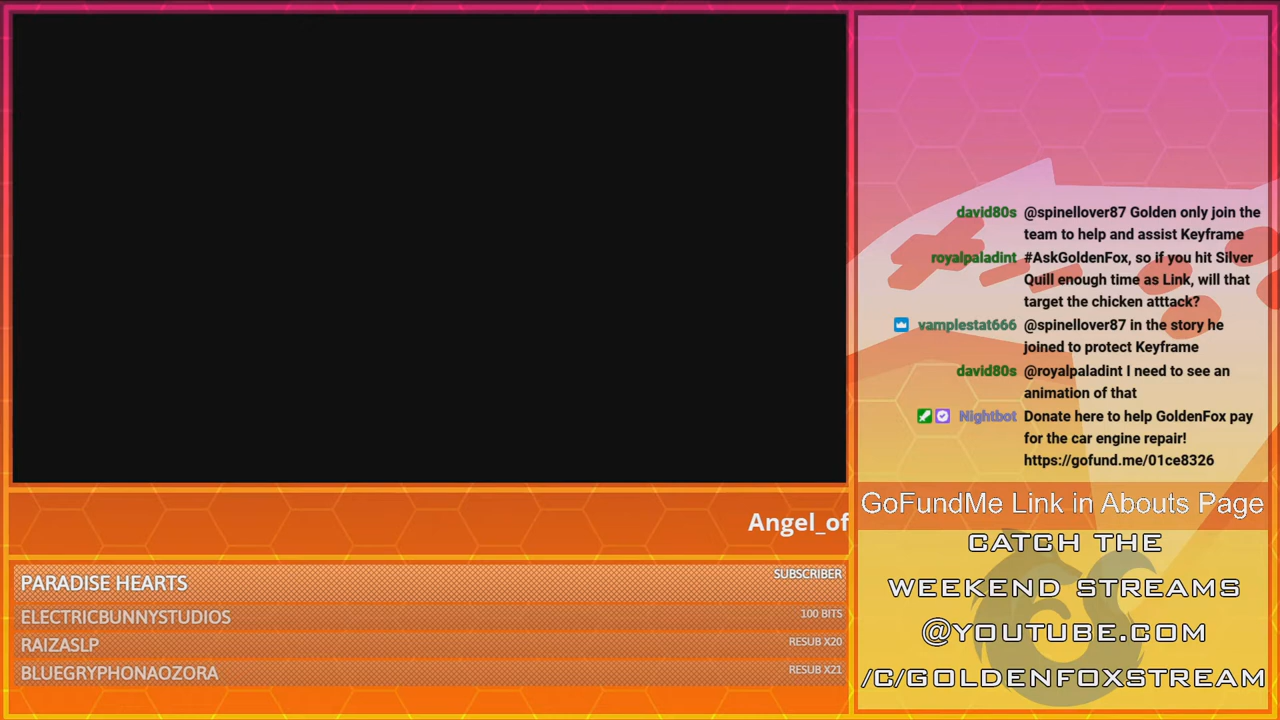 david80s @spinellover87 Golden only join the
team to help and assist Keyframe
royalpaladint #AskGoldenFox, so if you hit Silver
Quill enough time as Link, will that
target the chicken atttack?
vamplestat666 @spinellover87 in the story he
joined to protect Keyframe
david80s @royalpaladint I need to see an
animation of that
Nightbot Donate here to help GoldenFox pay
for the car engine repair!
https://gofund.me/01ce8326
GoFundMe Link in Abouts Page
CATCH THE
WEEKEND STREAMS
@YOUTUBE.COM
/C/GOLDENFOXSTREAM
Angel_of
PARADISE HEARTS SUBSCRIBER
ELECTRICBUNNYSTUDIOS 100 BITS
RAIZASLP RESUB X20
BLUEGRYPHONAOZORA RESUB X21